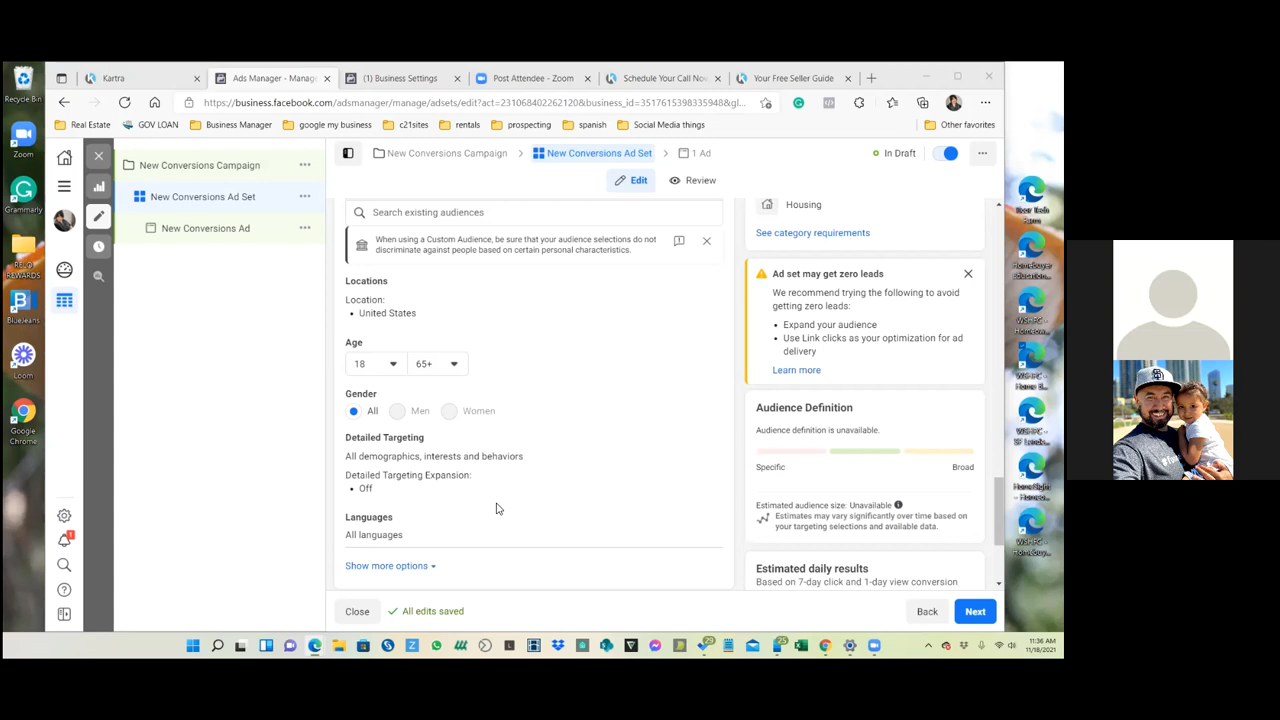 Recycle Bin
Zoom
Grammarly
RELO
REWARDS
BlueJeans
Loom
Google
Chrome
Kartra
Ads Manager - Manag
(1) Business Settings
Post Attendee - Zoom
Schedule Your Call Now
Your Free Seller Guide
https://business.facebook.com/adsmanager/manage/adsets/edit?act=231068402262120&business_id=3517615398335948&gl...
Real Estate
GOV LOAN
Business Manager
google my business
c21sites
rentals
prospecting
spanish
Social Media things
Other favorites
New Conversions Campaign
New Conversions Ad Set
New Conversions Ad
New Conversions Campaign
New Conversions Ad Set
1 Ad
In Draft
Edit
Review
Search existing audiences
When using a Custom Audience, be sure that your audience selections do not
discriminate against people based on certain personal characteristics.
Locations
Location:
• United States
Age
18
65+
Gender
All
Men
Women
Detailed Targeting
All demographics, interests and behaviors
Detailed Targeting Expansion:
• Off
Languages
All languages
Show more options
Close
All edits saved
Back
Next
Housing
See category requirements
Ad set may get zero leads
We recommend trying the following to avoid
getting zero leads:
• Expand your audience
• Use Link clicks as your optimization for ad
delivery
Learn more
Audience Definition
Audience definition is unavailable.
Specific
Broad
Estimated audience size: Unavailable
Estimates may vary significantly over time based on
your targeting selections and available data.
Estimated daily results
Based on 7-day click and 1-day view conversion
11:36 AM
11/18/2021